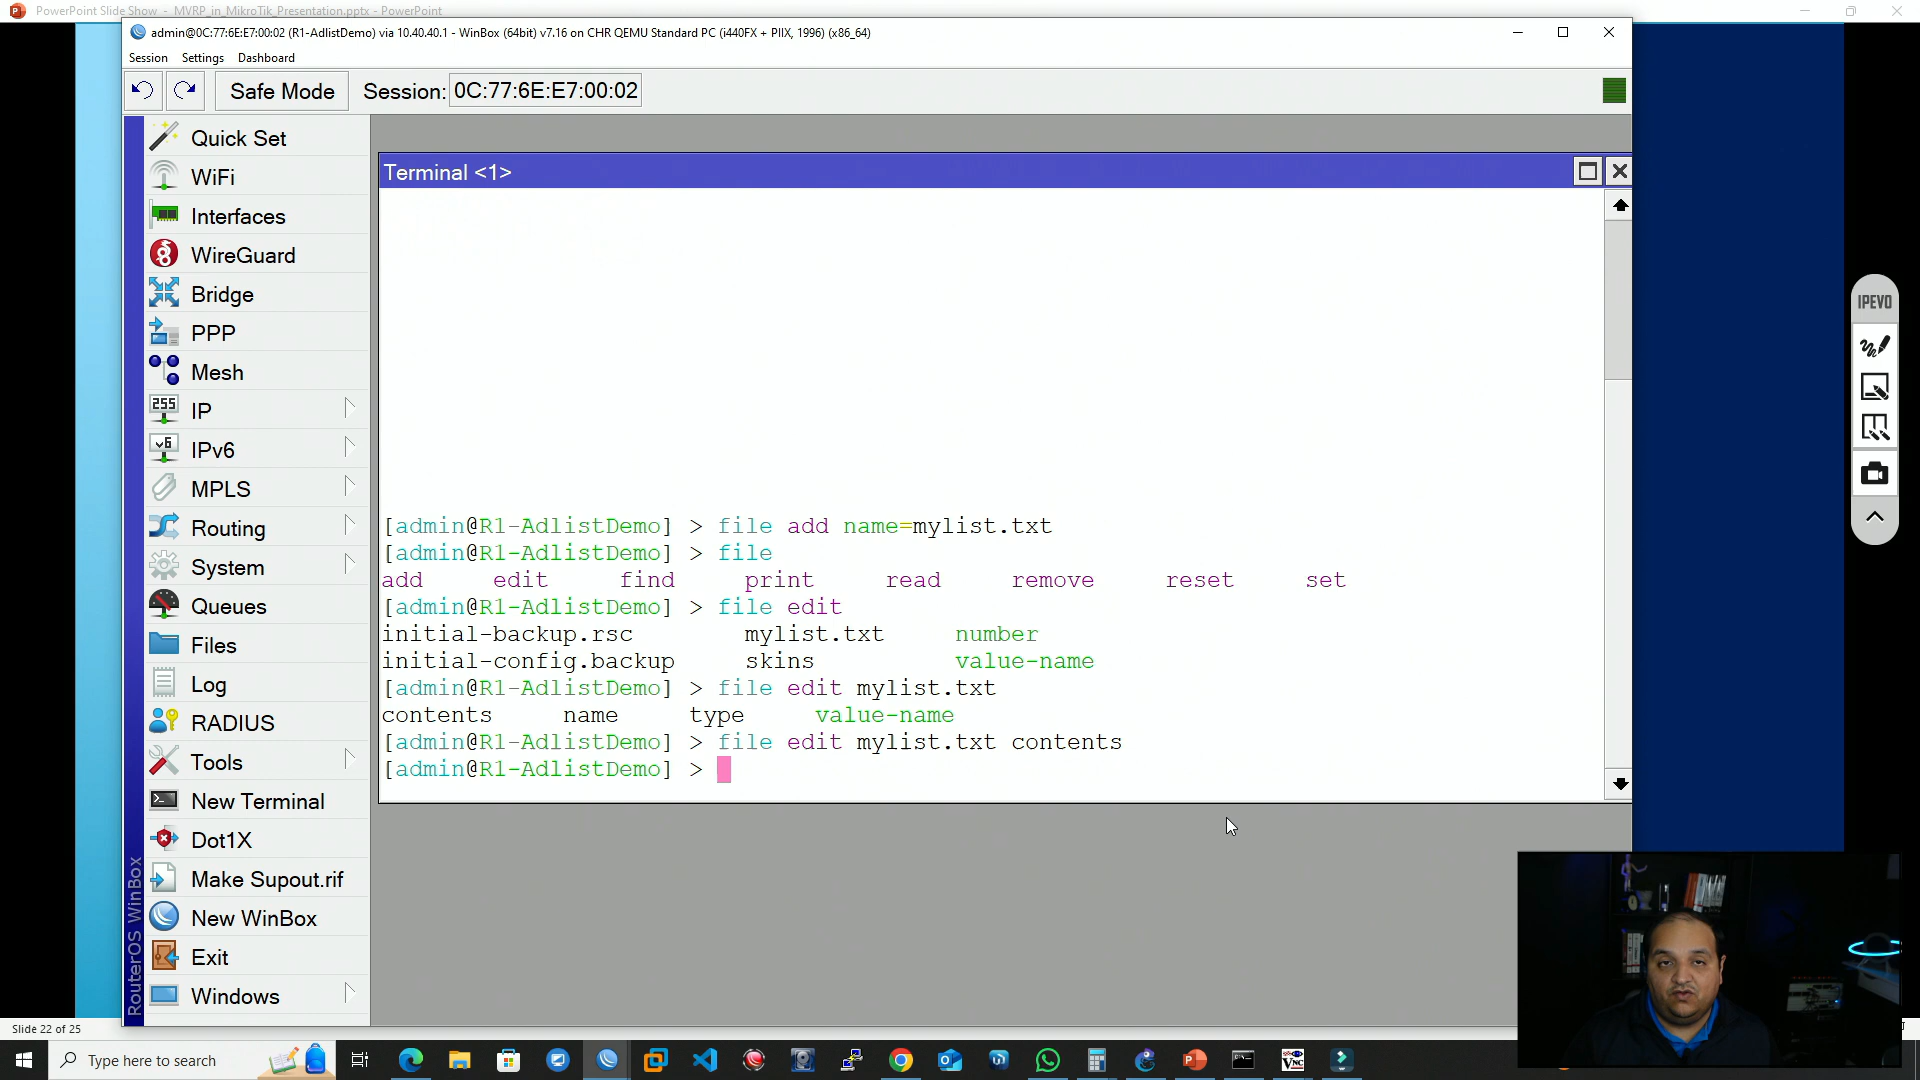 PowerPoint Slide Show - MVRP_in_MikroTik_Presentation.pptx - PowerPoint
admin@0C:77:6E:E7:00:02 (R1-AdlistDemo) via 10.40.40.1 - WinBox (64bit) v7.16 on CHR QEMU Standard PC (i440FX + PIIX, 1996) (x86_64)
Session Settings Dashboard
Safe Mode Session: 0C:77:6E:E7:00:02
Quick Set
WiFi
Interfaces
WireGuard
Bridge
PPP
Mesh
255 IP
v6 IPv6
MPLS
Routing
System
Queues
Files
Log
RADIUS
Tools
New Terminal
Dot1X
Make Supout.rif
New WinBox
Exit
Windows
RouterOS WinBox
Terminal <1>
[admin@R1-AdlistDemo] > file add name=mylist.txt
[admin@R1-AdlistDemo] > file
add edit find print read remove reset set
[admin@R1-AdlistDemo] > file edit
initial-backup.rsc mylist.txt number
initial-config.backup skins value-name
[admin@R1-AdlistDemo] > file edit mylist.txt
contents name type value-name
[admin@R1-AdlistDemo] > file edit mylist.txt contents
[admin@R1-AdlistDemo] >
IPEVO
Slide 22 of 25
Type here to search
VNC